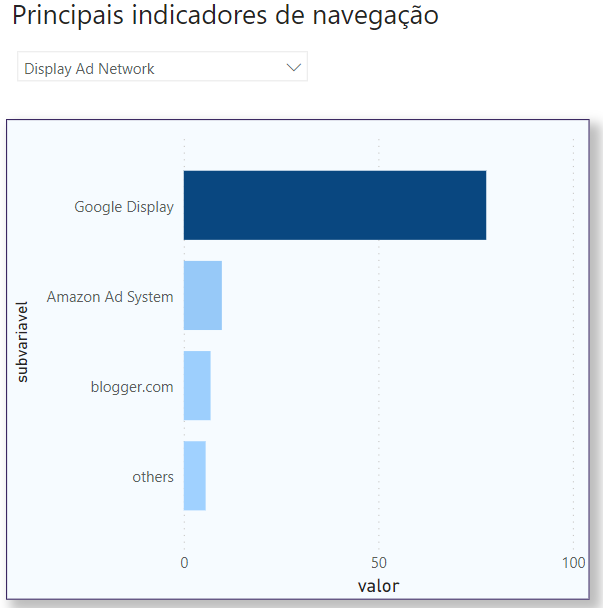 Principais indicadores de navegação
Display Ad Network
Google Display
Amazon Ad System
blogger.com
others
subvariavel
0
50
100
valor